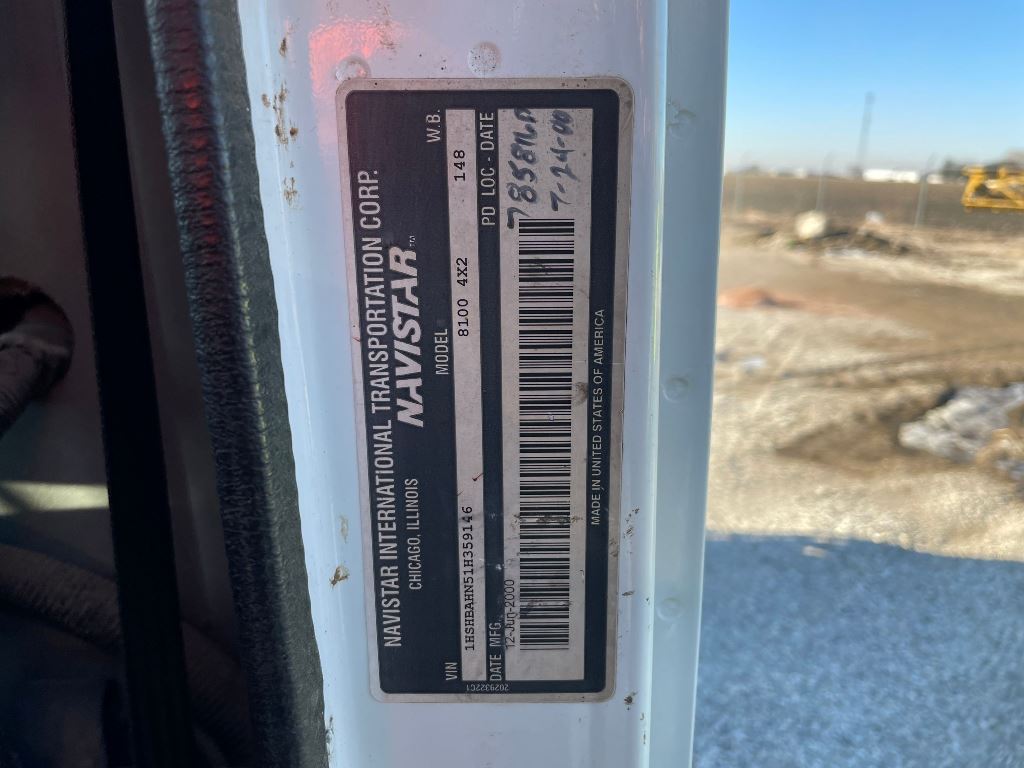 NAVISTAR INTERNATIONAL TRANSPORTATION CORP.
CHICAGO, ILLINOIS
NAVISTAR™
MODEL W.B.
VIN 1HSHBAHN51H359146 8100 4X2 148
DATE MFG. PD LOC - DATE
12-Jun-2000
7-24-00
MADE IN UNITED STATES OF AMERICA
2029322C1